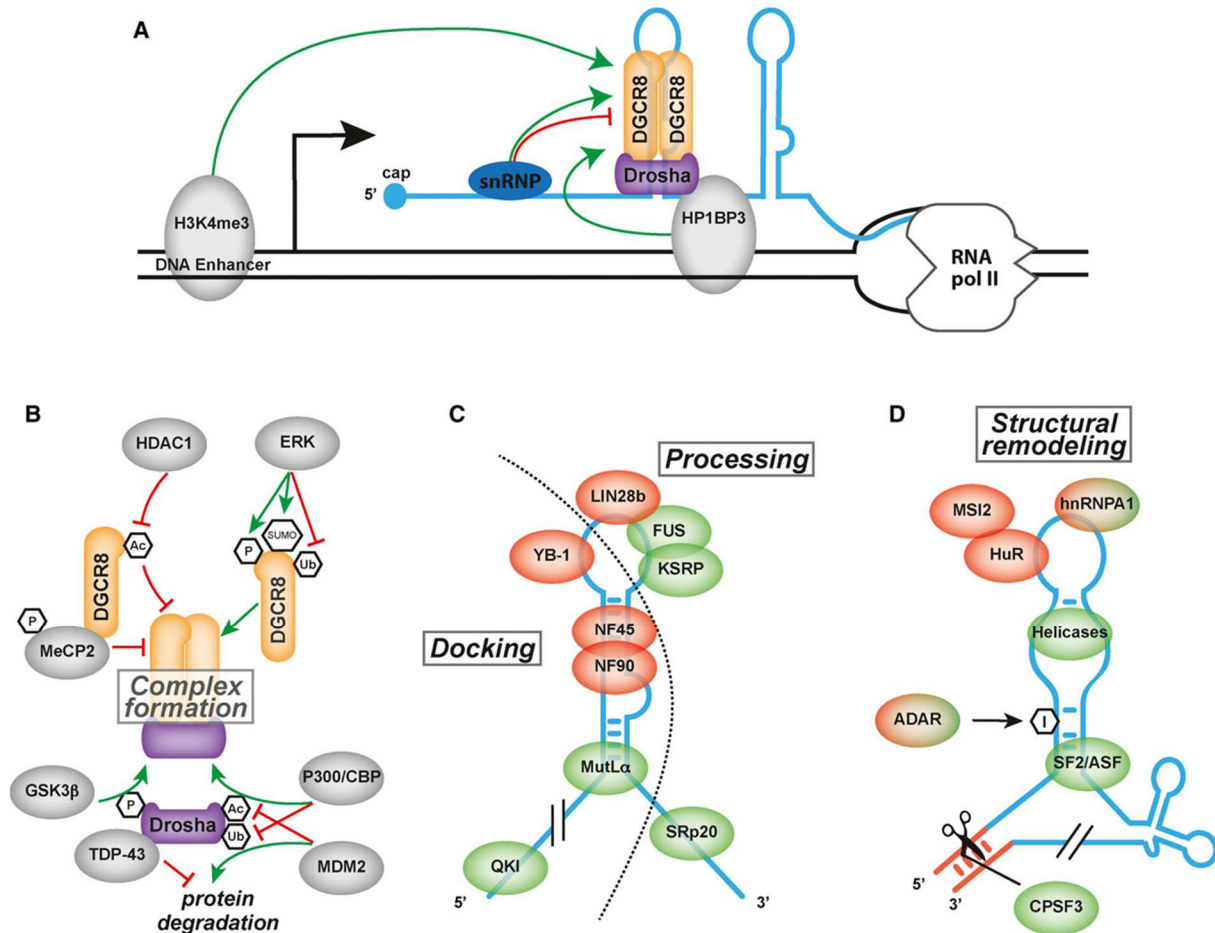 A
DGCR8
DGCR8
Drosha
cap
5’
snRNP
H3K4me3
DNA Enhancer
HP1BP3
RNA
pol II
B
HDAC1
ERK
Ac
P
SUMO
Ub
DGCR8
DGCR8
P
MeCP2
Complex
formation
GSK3β
P300/CBP
P
Drosha
Ac
Ub
TDP-43
MDM2
protein
degradation
C
Processing
LIN28b
FUS
YB-1
KSRP
NF45
Docking
NF90
MutLα
SRp20
QKI
5’
3’
D
Structural
remodeling
MSI2
hnRNPA1
HuR
Helicases
ADAR
I
SF2/ASF
5’
3’
CPSF3